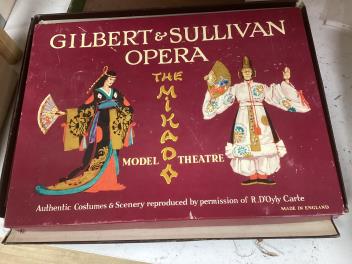 GILBERT & SULLIVAN
OPERA
THE
MIKADO
MODEL THEATRE
Authentic Costumes & Scenery reproduced by permission of R. D'Oyly Carte
MADE IN ENGLAND